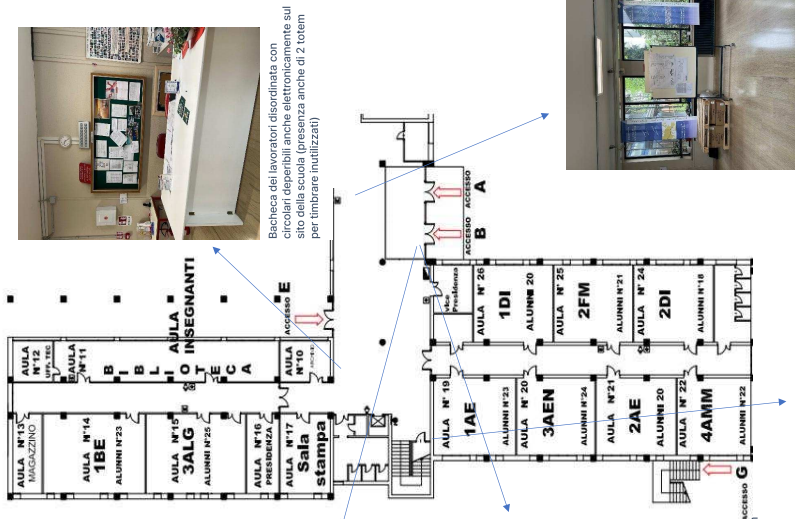 Bacheca dei lavoratori disordinata con
circolari deperibili anche elettronicamente sul
sito della scuola (presenza anche di 2 totem
per timbrare inutilizzati)
AULA N°12
UFF. TEC
AULA
N°11
BIBLIOTECA
AULA
INSEGNANTI
AULA
N°10
ARCHIVIO
ACCESSO E
AULA N°13
MAGAZZINO
AULA N°14
1BE
ALUNNI N°23
AULA N°15
3ALG
ALUNNI N°25
AULA N°16
PRESIDENZA
AULA N°17
Sala
stampa
ACCESSO
A
ACCESSO
B
vice
Presidenza
AULA N° 26
1DI
ALUNNI 20
AULA N° 25
2FM
ALUNNI N°21
AULA N° 24
2DI
ALUNNI N°18
AULA N° 19
1AE
ALUNNI N°23
AULA N° 20
3AEN
ALUNNI N°24
AULA N°21
2AE
ALUNNI 20
AULA N° 22
4AMM
ALUNNI N°22
ACCESSO G